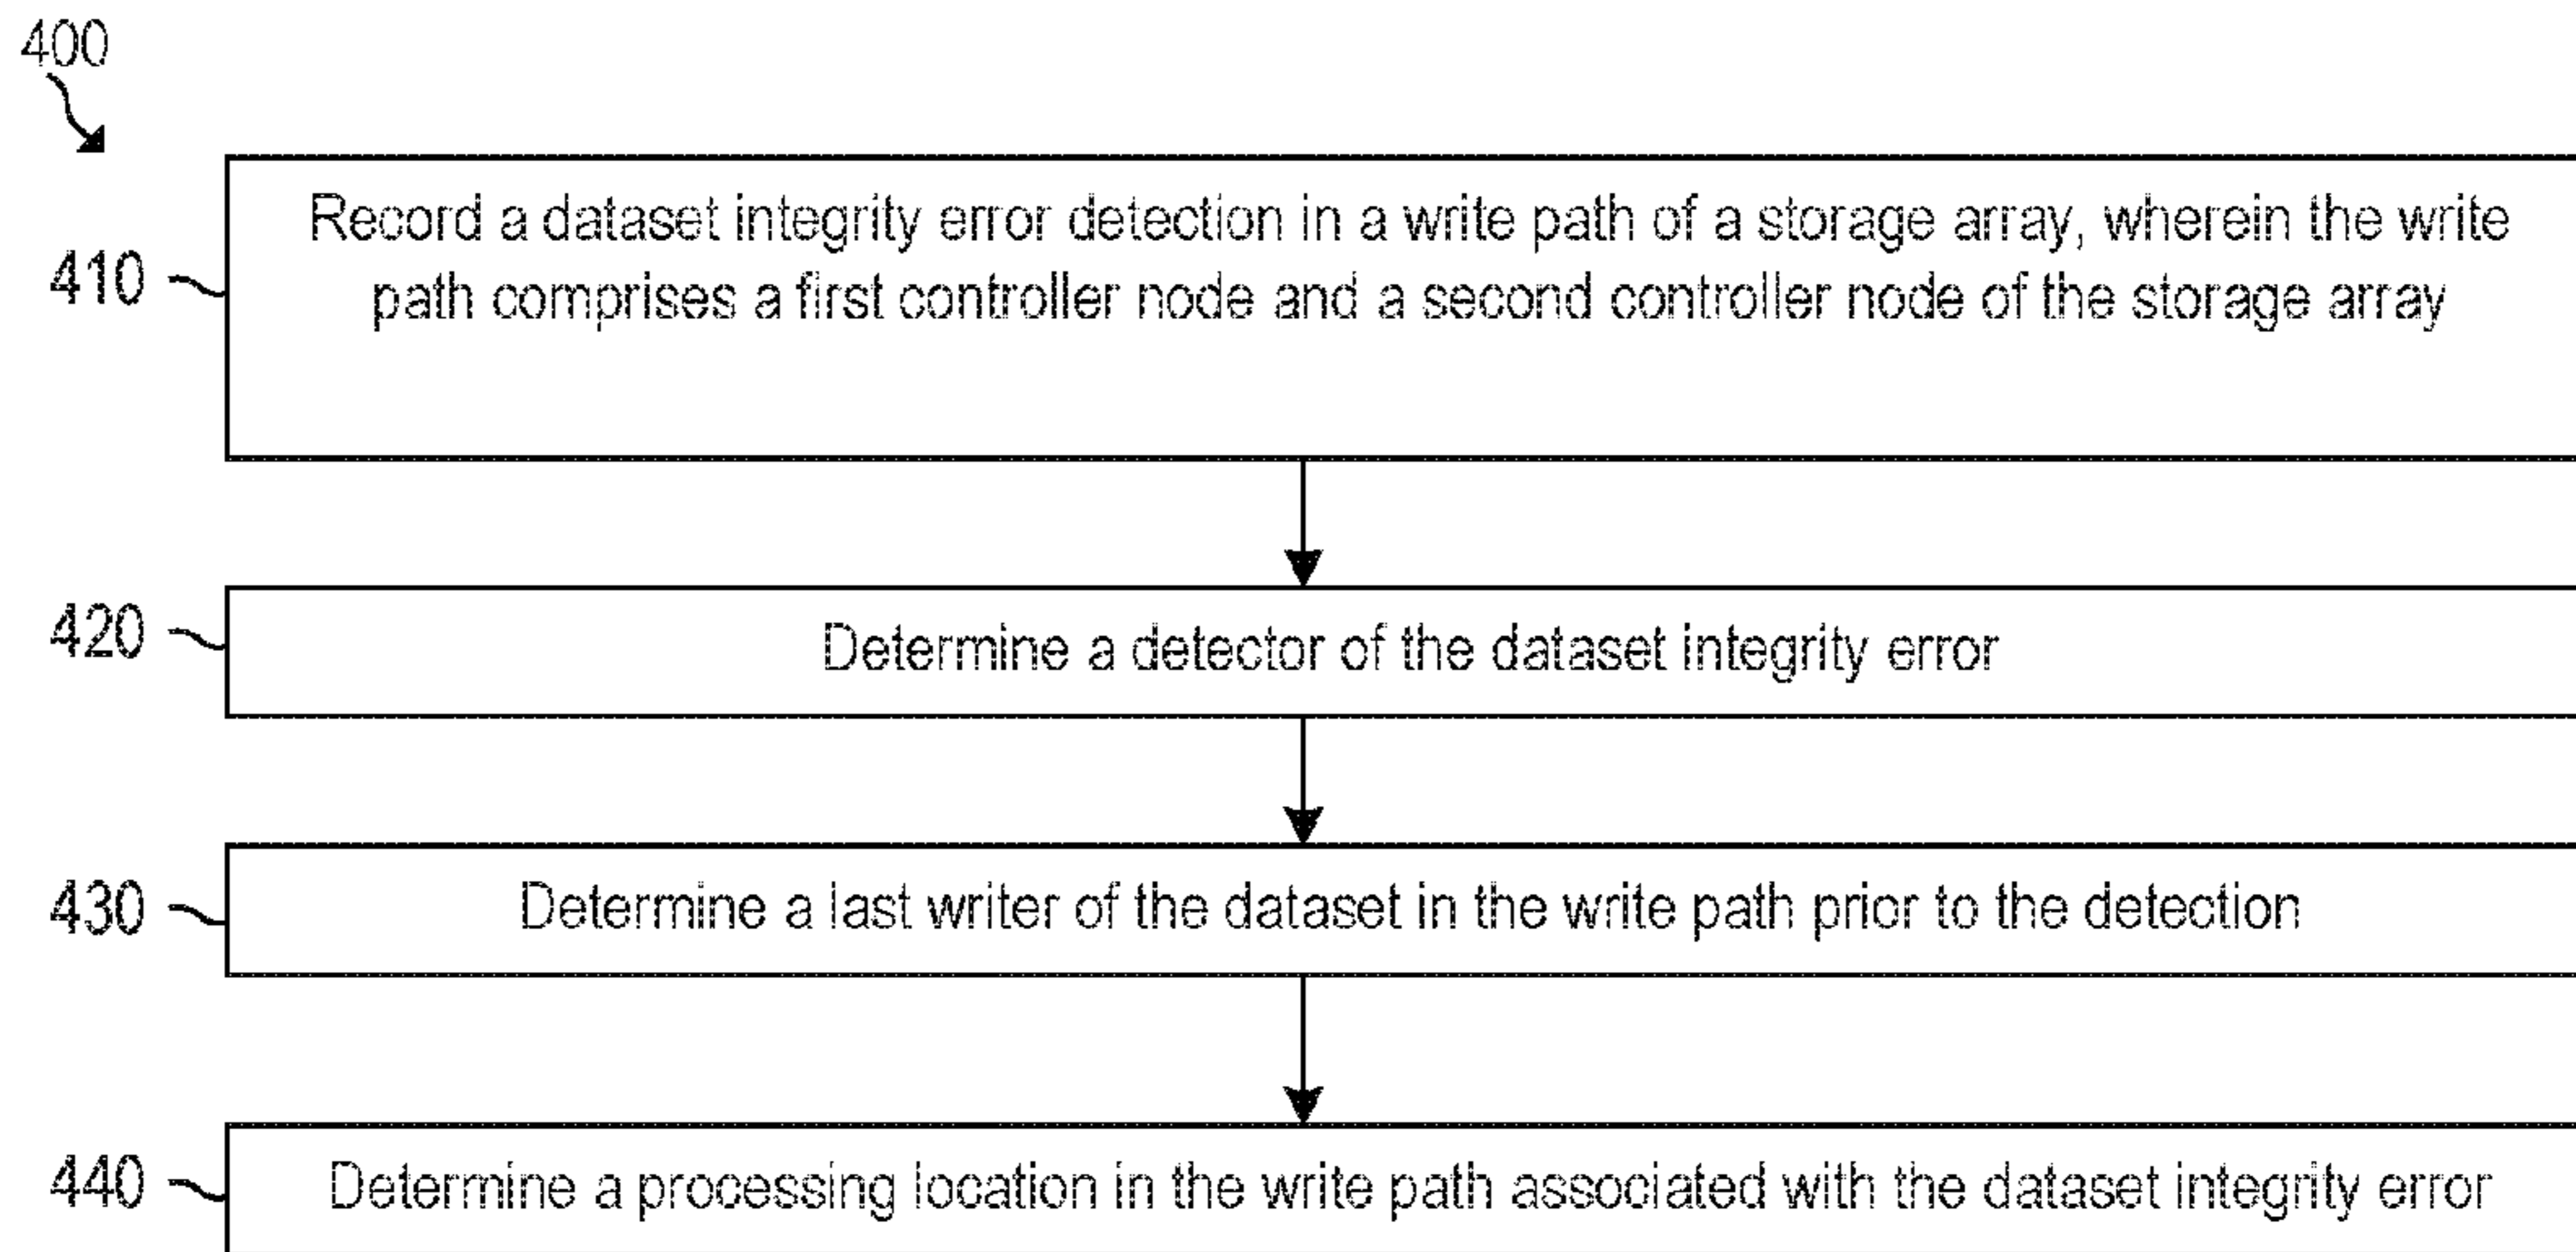 400
Record a dataset integrity error detection in a write path of a storage array, wherein the write
410
path comprises a first controller node and a second controller node of the storage array
420
Determine a detector of the dataset integrity error
430
Determine a last writer of the dataset in the write path prior to the detection
440
Determine a processing location in the write path associated with the dataset integrity error